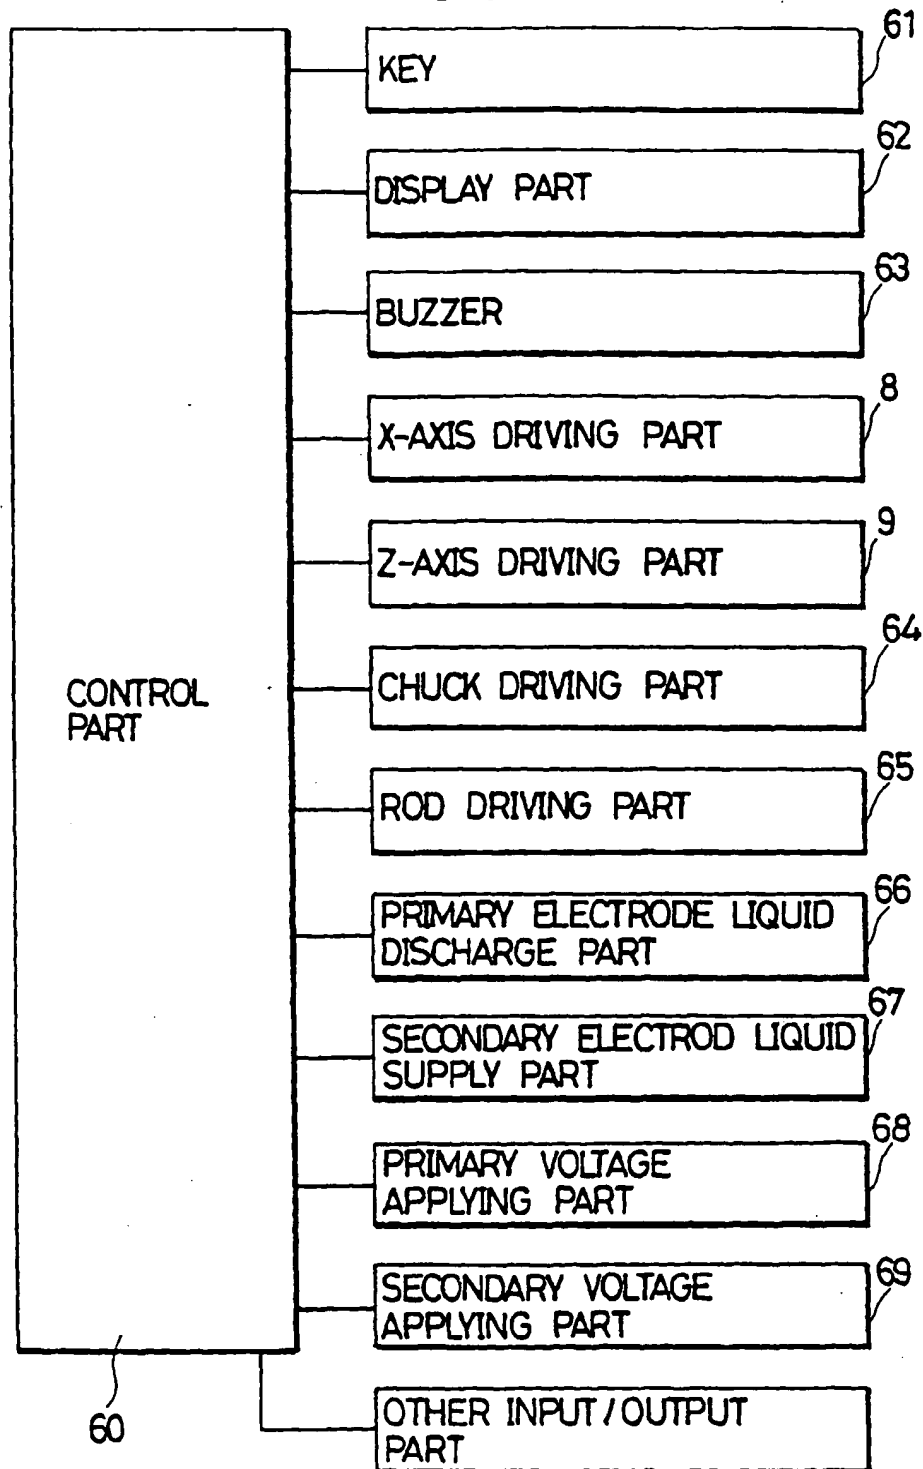 61
KEY
62
DISPLAY PART
63
BUZZER
8
X-AXIS DRIVING PART
9
Z-AXIS DRIVING PART
64
CONTROL
PART
CHUCK DRIVING PART
65
ROD DRIVING PART
66
PRIMARY ELECTRODE LIQUID
DISCHARGE PART
67
SECONDARY ELECTROD LIQUID
SUPPLY PART
68
PRIMARY VOLTAGE
APPLYING PART
69
SECONDARY VOLTAGE
APPLYING PART
60
OTHER INPUT/OUTPUT
PART